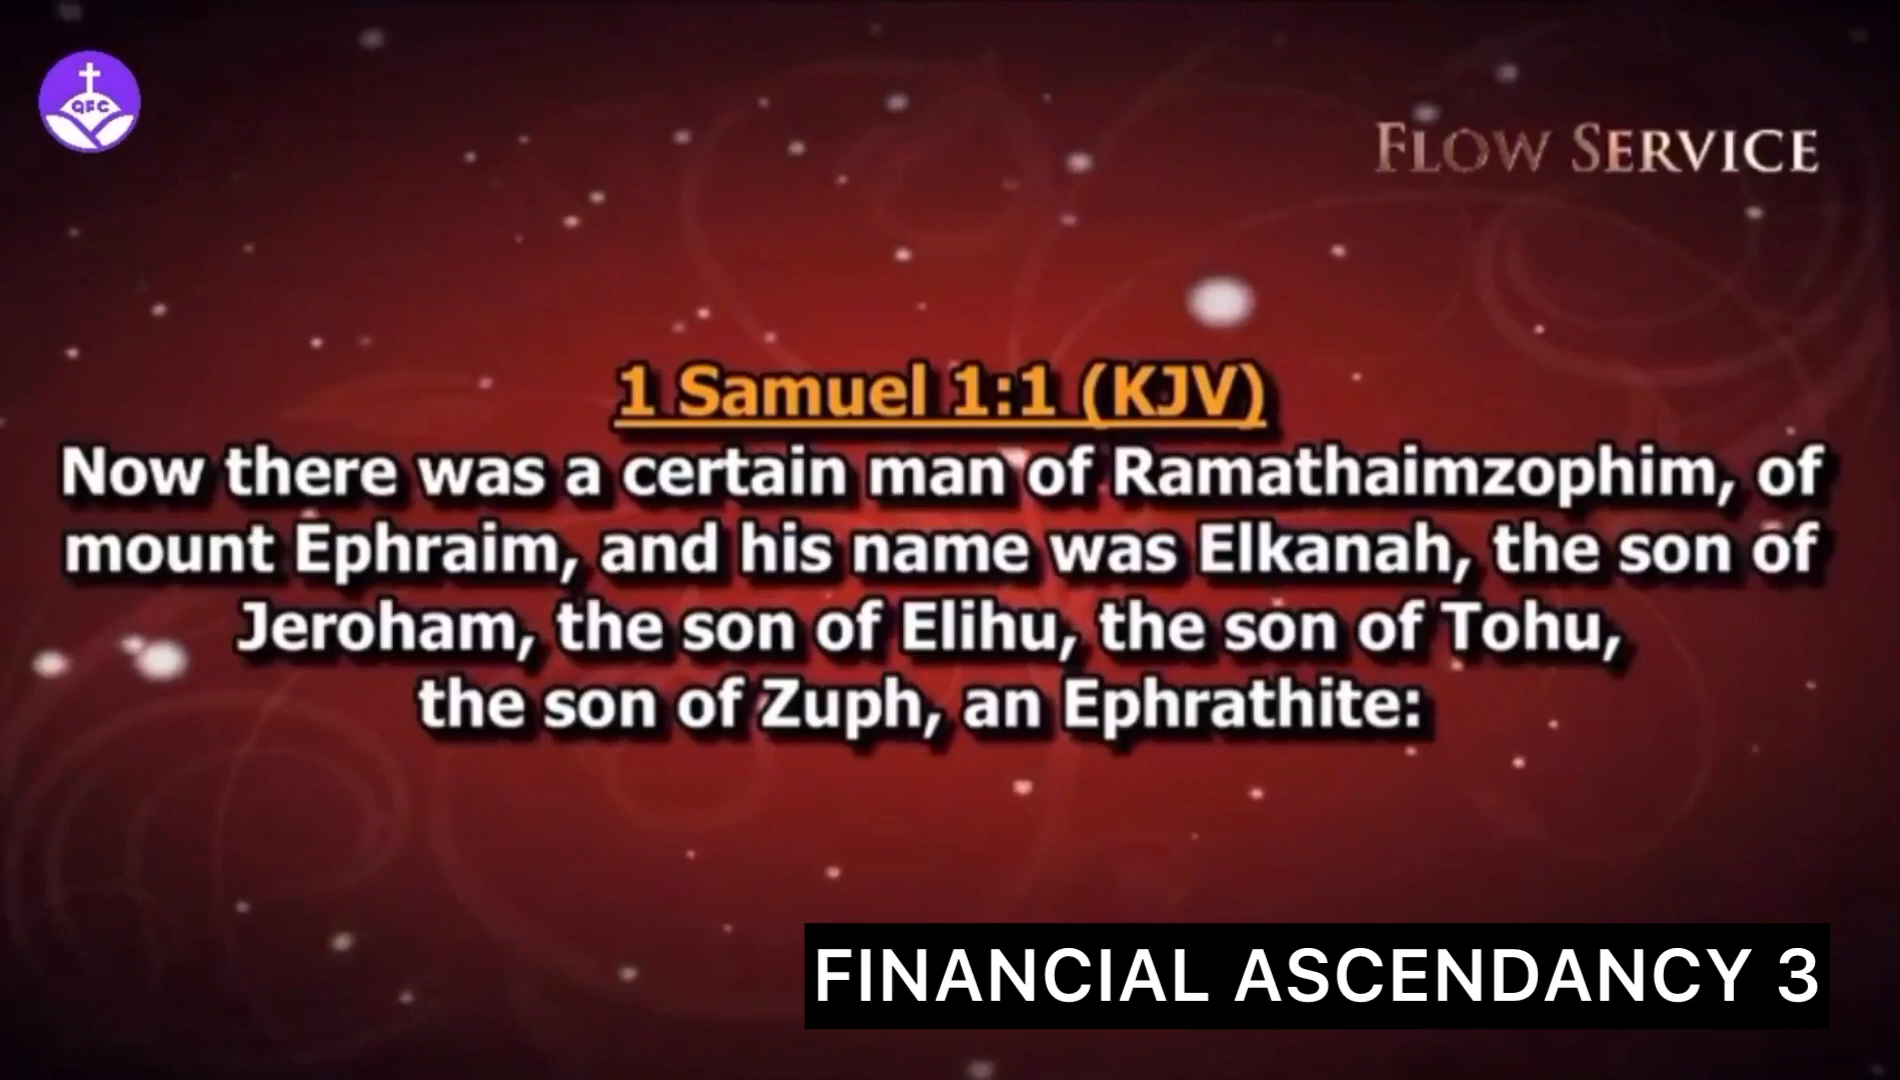 QFC
FLOW SERVICE
1 Samuel 1:1 (KJV)
Now there was a certain man of Ramathaimzophim, of
mount Ephraim, and his name was Elkanah, the son of
Jeroham, the son of Elihu, the son of Tohu,
the son of Zuph, an Ephrathite:
FINANCIAL ASCENDANCY 3